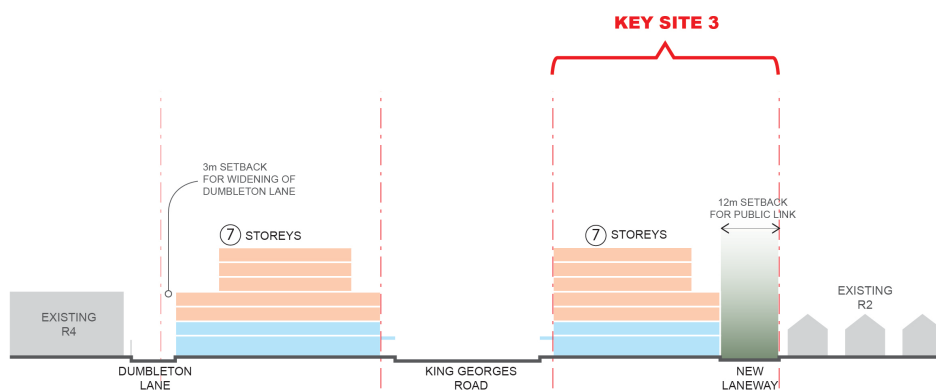 KEY SITE 3
3m SETBACK
FOR WIDENING OF
DUMBLETON LANE
12m SETBACK
FOR PUBLIC LINK
7 STOREYS
7 STOREYS
EXISTING
R4
EXISTING
R2
DUMBLETON
LANE
KING GEORGES
ROAD
NEW
LANEWAY